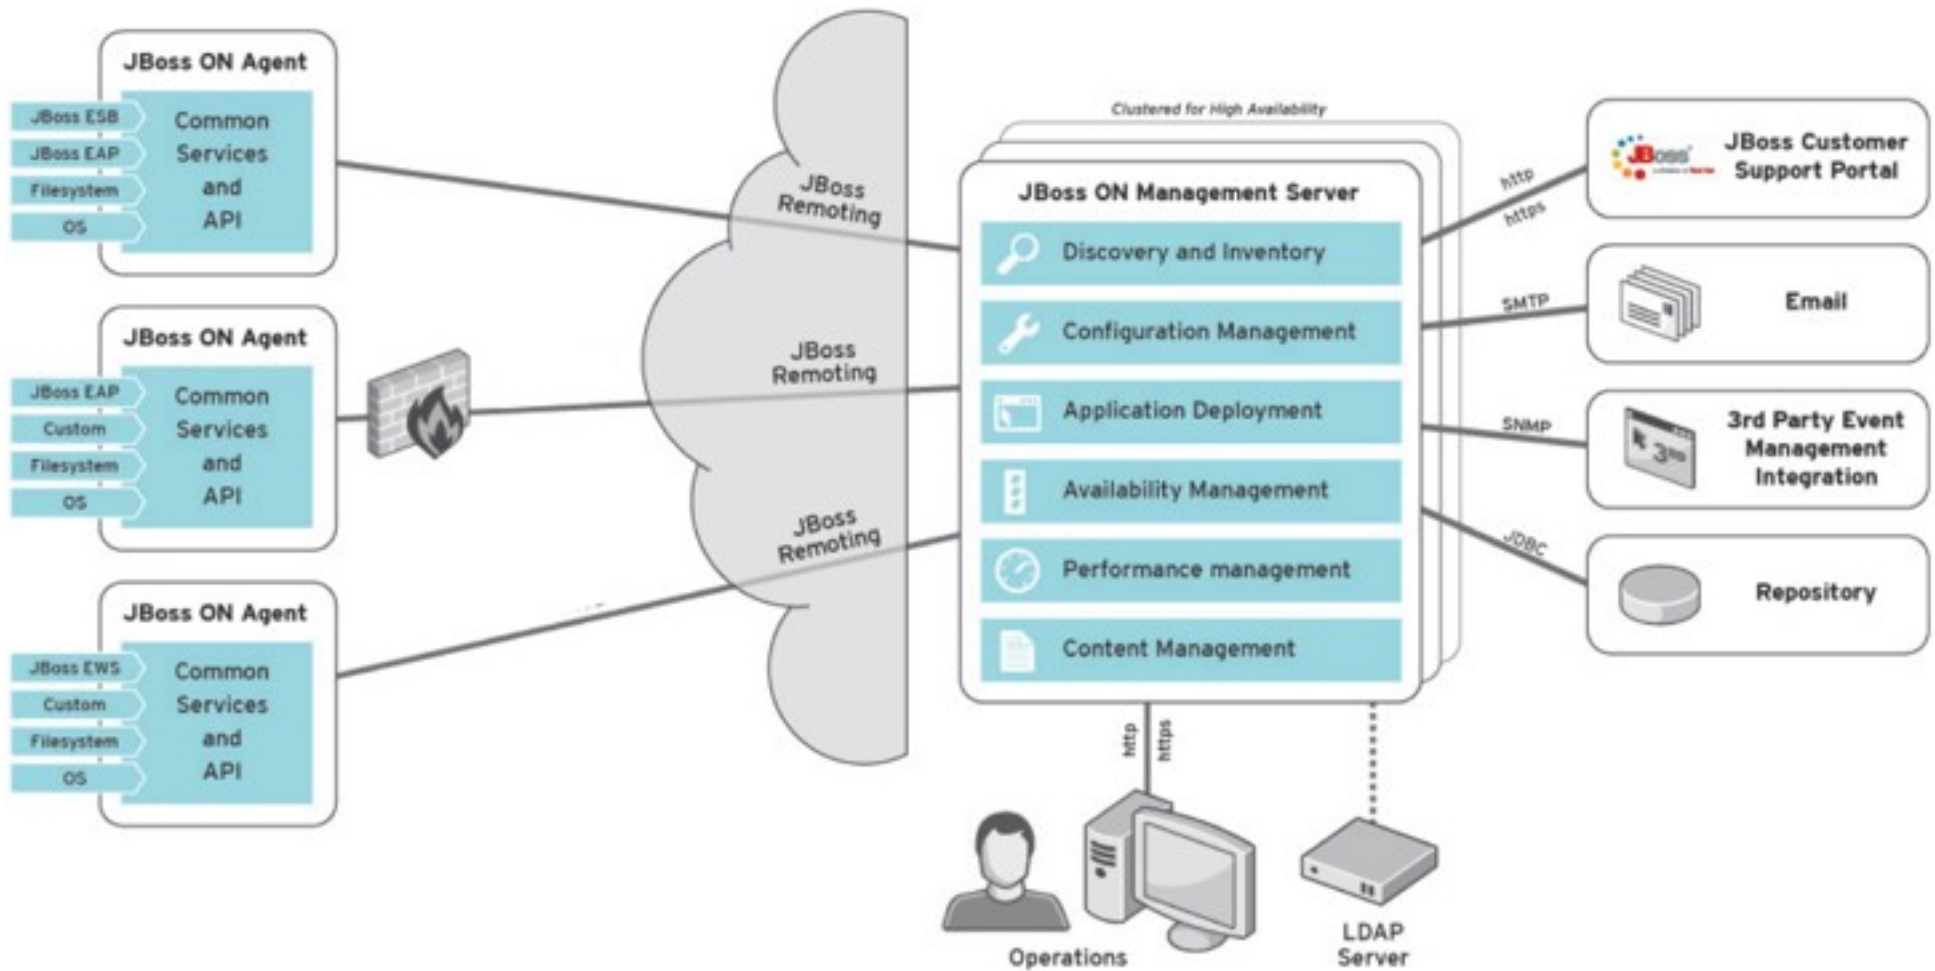 JBoss ON Agent
JBoss ESB
JBoss EAP
Filesystem
OS
Common
Services
and
API
JBoss ON Agent
JBoss EAP
Custom
Filesystem
OS
Common
Services
and
API
JBoss ON Agent
JBoss EWS
Custom
Filesystem
OS
Common
Services
and
API
JBoss
Remoting
JBoss
Remoting
JBoss
Remoting
Clustered for High Availability
JBoss ON Management Server
Discovery and Inventory
Configuration Management
Application Deployment
Availability Management
Performance management
Content Management
http
https
SMTP
SNMP
JDBC
JBoss
JBoss Customer
Support Portal
Email
3RD
3rd Party Event
Management
Integration
Repository
http
https
Operations
LDAP
Server